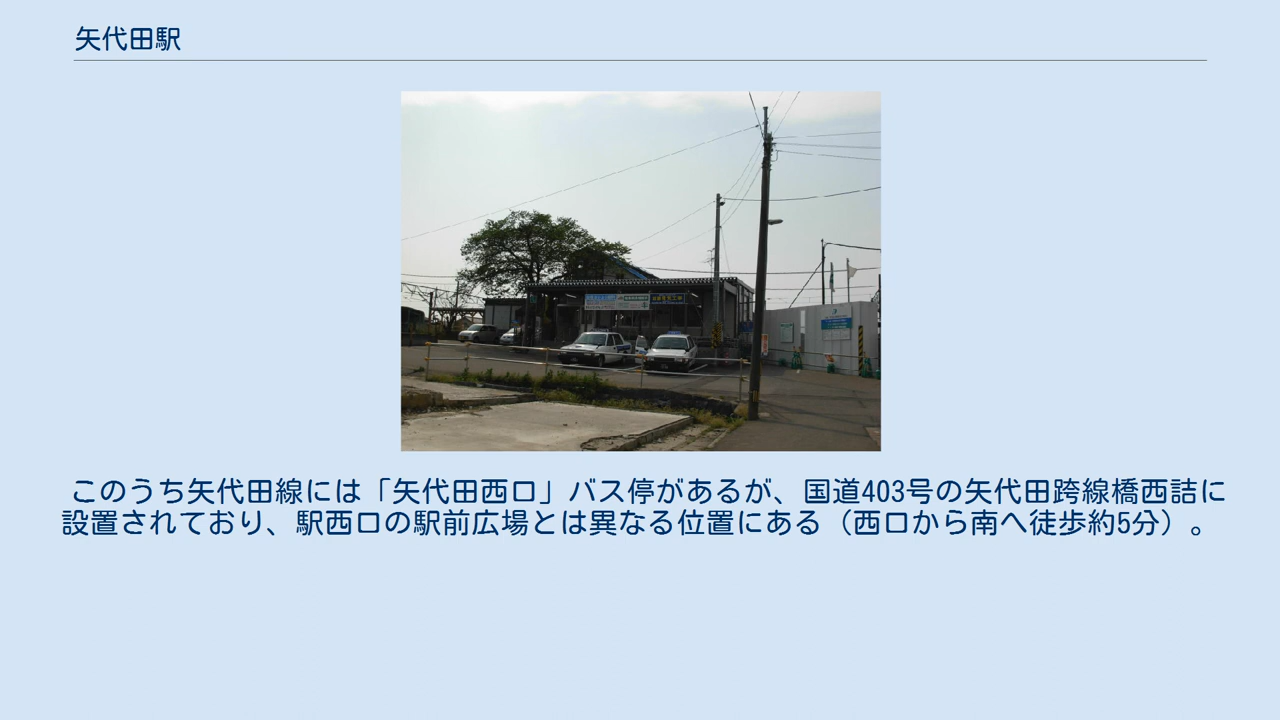 矢代田駅
このうち矢代田線には「矢代田西口」バス停があるが、国道403号の矢代田跨線橋西詰に
設置されており、駅西口の駅前広場とは異なる位置にある（西口から南へ徒歩約5分）。